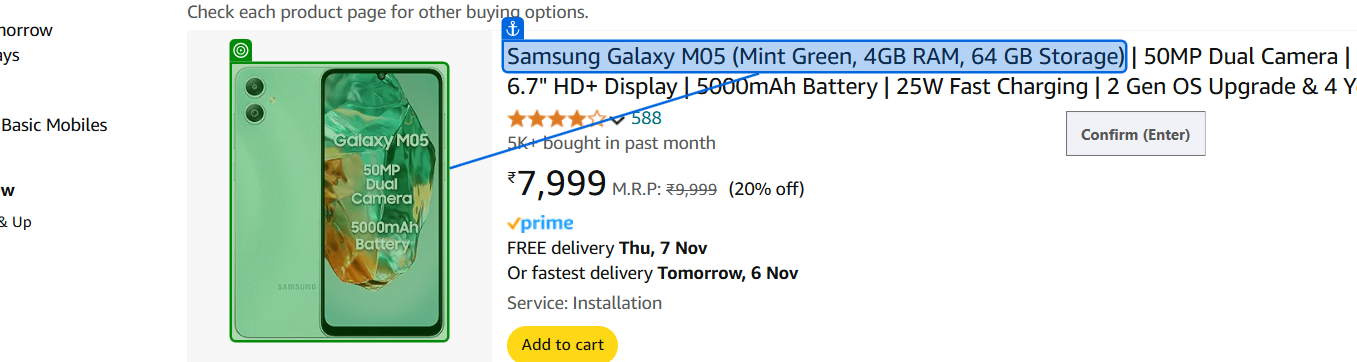 Check each product page for other buying options.
morrow
ys
Basic Mobiles
w
& Up
Galaxy M05
50MP
Dual
Camera
5000mAh
Battery
SAMSUNG
Samsung Galaxy M05 (Mint Green, 4GB RAM, 64 GB Storage) | 50MP Dual Camera |
6.7" HD+ Display | 5000mAh Battery | 25W Fast Charging | 2 Gen OS Upgrade & 4 Y
588
5K+ bought in past month
Confirm (Enter)
₹7,999 M.R.P: ₹9,999 (20% off)
prime
FREE delivery Thu, 7 Nov
Or fastest delivery Tomorrow, 6 Nov
Service: Installation
Add to cart